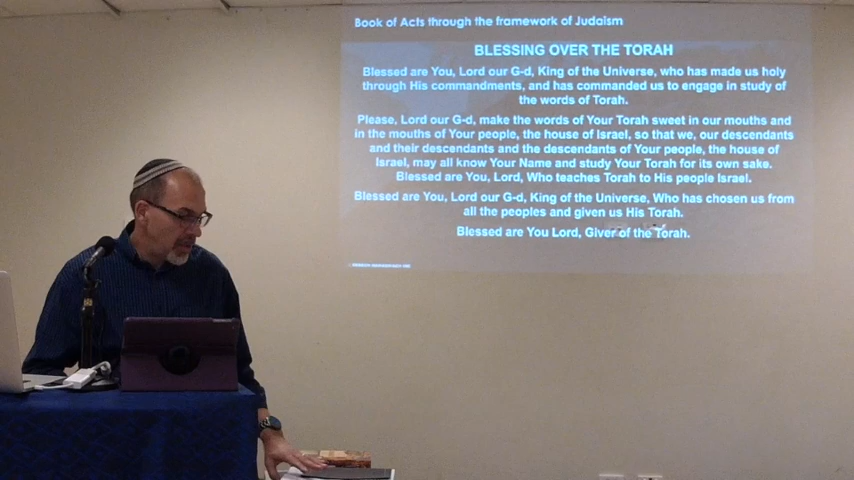 Book of Acts through the framework of Judaism
BLESSING OVER THE TORAH
Blessed are You, Lord our G-d, King of the Universe, who has made us holy
through His commandments, and has commanded us to engage in study of
the words of Torah.
Please, Lord our G-d, make the words of Your Torah sweet in our mouths and
in the mouths of Your people, the house of Israel, so that we, our descendants
and their descendants and the descendants of Your people, the house of
Israel, may all know Your Name and study Your Torah for its own sake.
Blessed are You, Lord, Who teaches Torah to His people Israel.
Blessed are You, Lord our G-d, King of the Universe, Who has chosen us from
all the peoples and given us His Torah.
Blessed are You Lord, Giver of the Torah.